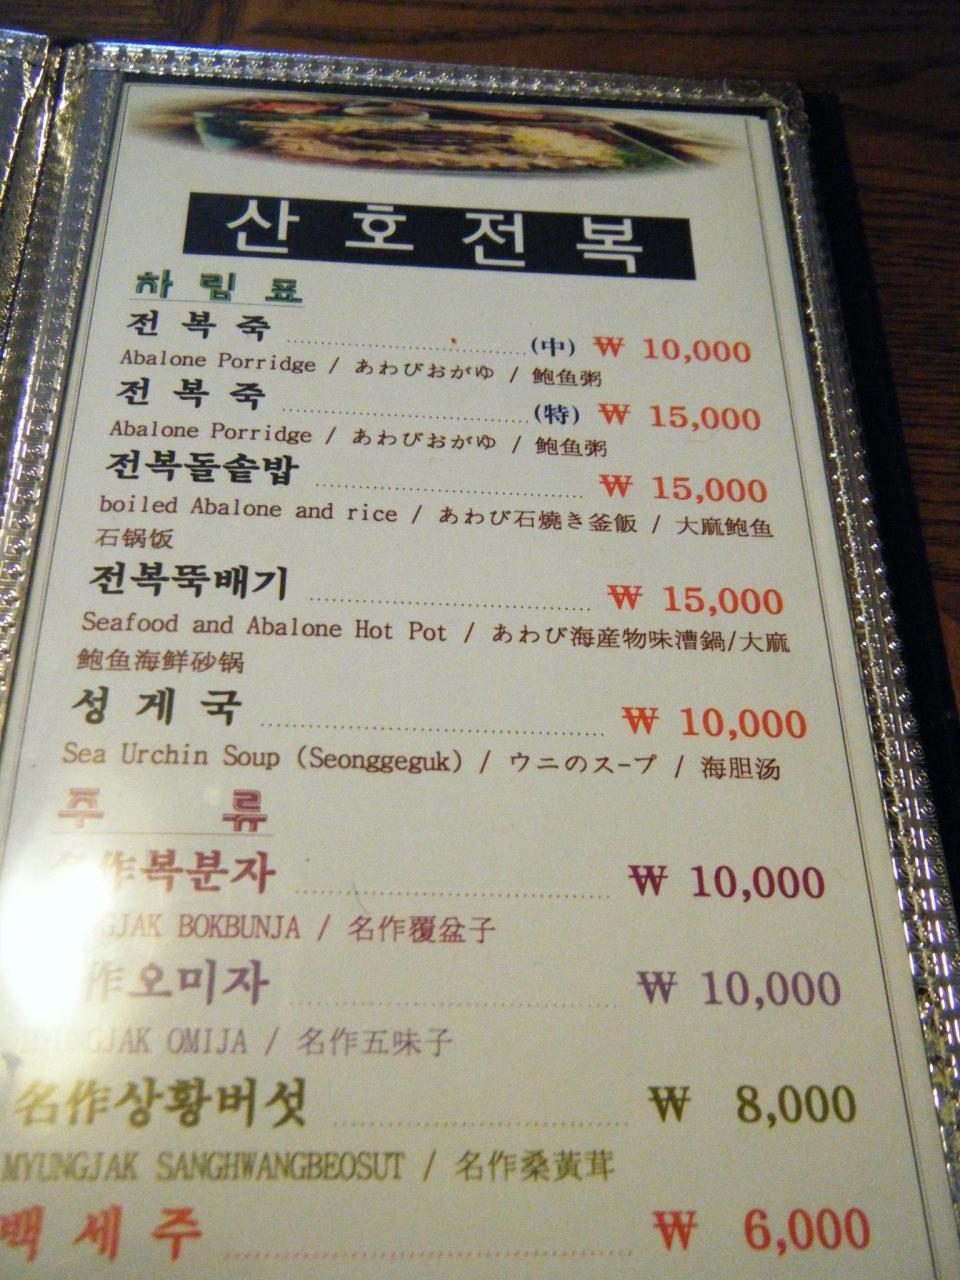 산 호 전 복
차 림 표
전 복 죽 (中) ₩ 10,000
Abalone Porridge / あわびおがゆ / 鲍鱼粥
전 복 죽 (特) ₩ 15,000
Abalone Porridge / あわびおがゆ / 鲍鱼粥
전복돌솥밥 ₩ 15,000
boiled Abalone and rice / あわび石燒き釜飯 / 大麻鲍鱼
石锅饭
전복뚝배기 ₩ 15,000
Seafood and Abalone Hot Pot / あわび海産物味漕鍋/大麻
鲍鱼海鲜砂锅
성 게 국 ₩ 10,000
Sea Urchin Soup (Seonggeguk) / ウニのス-プ / 海胆汤
주 류
作복분자 ₩ 10,000
BOKBUNJA / 名作覆盆子
作오미자 ₩ 10,000
OMIJA / 名作五味子
名作상황버섯 ₩ 8,000
MYUNGJAK SANGHWANGBEOSUT / 名作桑黃茸
백 세 주 ₩ 6,000